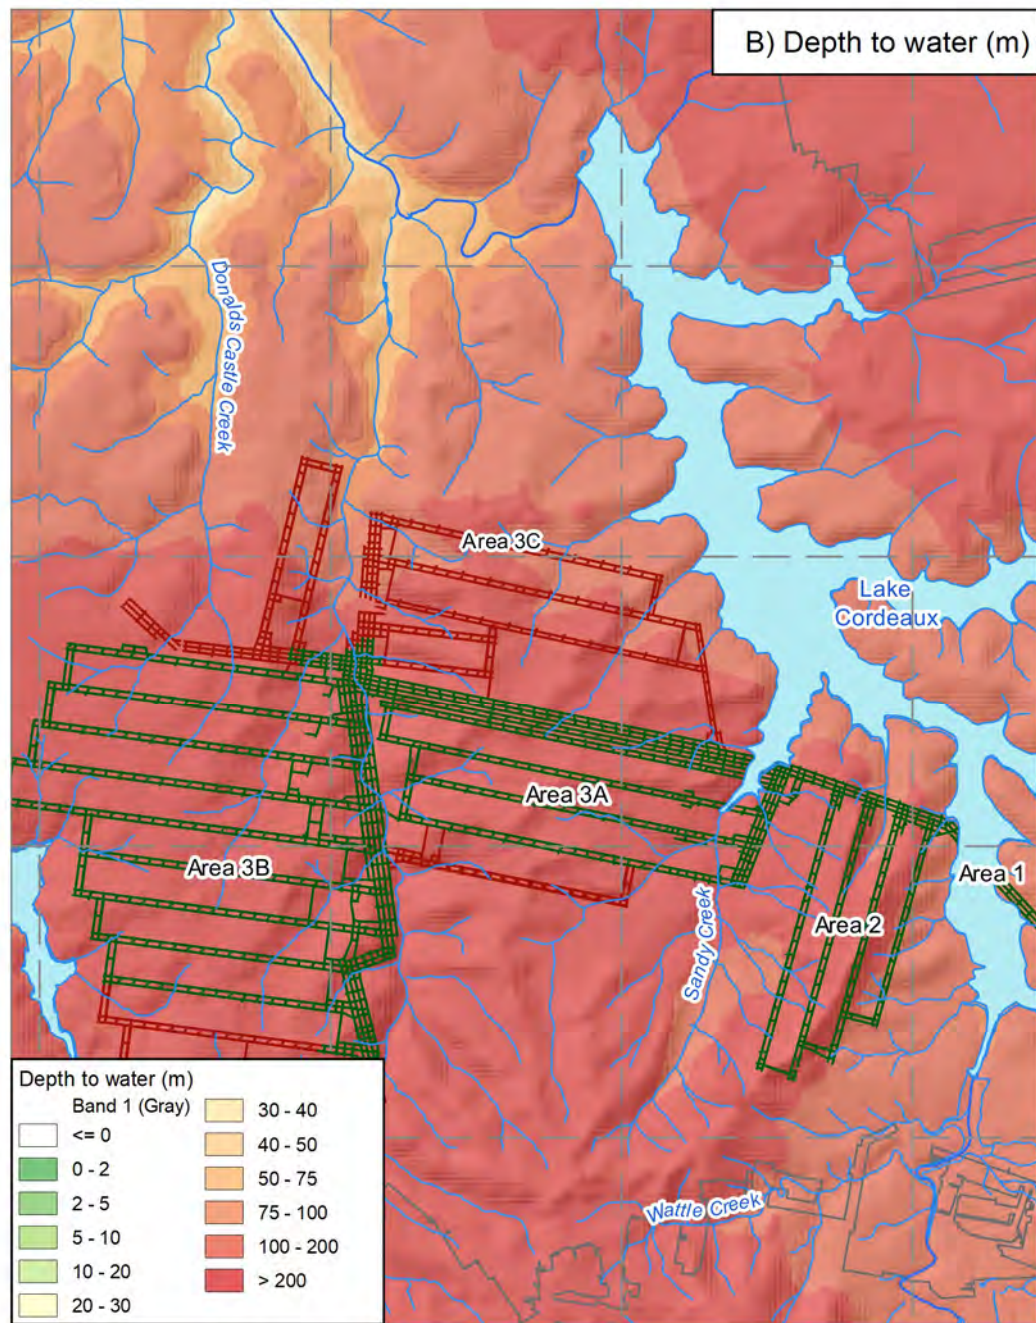 B) Depth to water (m)
Donalds Castle Creek
Area 3C
Lake
Cordeaux
Area 3A
Area 3B
Area 1
Area 2
Sandy Creek
Wattle Creek
Depth to water (m)
Band 1 (Gray)
<= 0
0 - 2
2 - 5
5 - 10
10 - 20
20 - 30
30 - 40
40 - 50
50 - 75
75 - 100
100 - 200
> 200